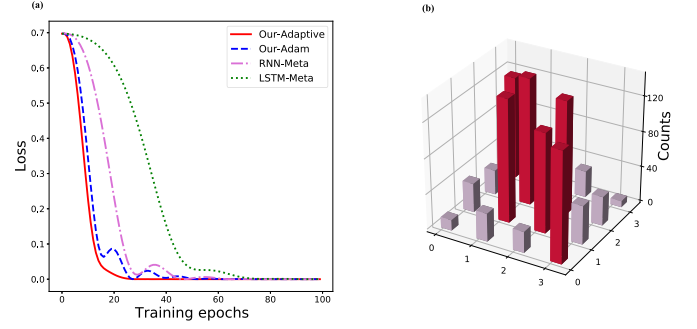 (a)
0.7
0.6
0.5
0.4
0.3
0.2
0.1
0.0
Loss
0
20
40
60
80
100
Training epochs
Our-Adaptive
Our-Adam
RNN-Meta
LSTM-Meta
(b)
120
80
40
0
Counts
0
1
2
3
0
1
2
3